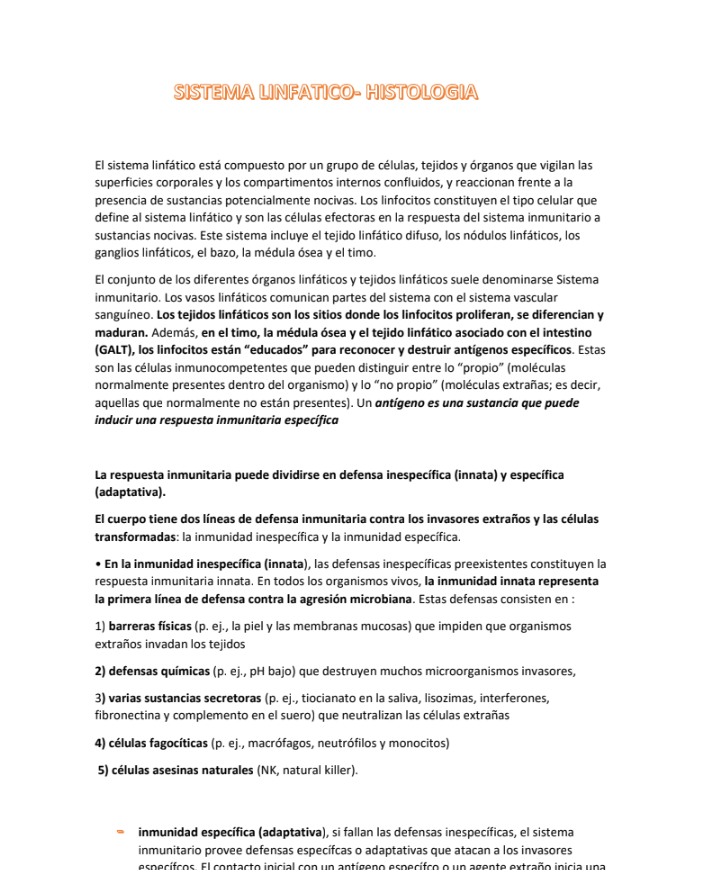 SISTEMA LINFATICO- HISTOLOGIA
El sistema linfático está compuesto por un grupo de células, tejidos y órganos que vigilan las
superficies corporales y los compartimentos internos confluidos, y reaccionan frente a la
presencia de sustancias potencialmente nocivas. Los linfocitos constituyen el tipo celular que
define al sistema linfático y son las células efectoras en la respuesta del sistema inmunitario a
sustancias nocivas. Este sistema incluye el tejido linfático difuso, los nódulos linfáticos, los
ganglios linfáticos, el bazo, la médula ósea y el timo.
El conjunto de los diferentes órganos linfáticos y tejidos linfáticos suele denominarse Sistema
inmunitario. Los vasos linfáticos comunican partes del sistema con el sistema vascular
sanguíneo. Los tejidos linfáticos son los sitios donde los linfocitos proliferan, se diferencian y
maduran. Además, en el timo, la médula ósea y el tejido linfático asociado con el intestino
(GALT), los linfocitos están “educados” para reconocer y destruir antígenos específicos. Estas
son las células inmunocompetentes que pueden distinguir entre lo “propio” (moléculas
normalmente presentes dentro del organismo) y lo “no propio” (moléculas extrañas; es decir,
aquellas que normalmente no están presentes). Un antígeno es una sustancia que puede
inducir una respuesta inmunitaria específica
La respuesta inmunitaria puede dividirse en defensa inespecífica (innata) y específica
(adaptativa).
El cuerpo tiene dos líneas de defensa inmunitaria contra los invasores extraños y las células
transformadas: la inmunidad inespecífica y la inmunidad específica.
• En la inmunidad inespecífica (innata), las defensas inespecíficas preexistentes constituyen la
respuesta inmunitaria innata. En todos los organismos vivos, la inmunidad innata representa
la primera línea de defensa contra la agresión microbiana. Estas defensas consisten en :
1) barreras físicas (p. ej., la piel y las membranas mucosas) que impiden que organismos
extraños invadan los tejidos
2) defensas químicas (p. ej., pH bajo) que destruyen muchos microorganismos invasores,
3) varias sustancias secretoras (p. ej., tiocianato en la saliva, lisozimas, interferones,
fibronectina y complemento en el suero) que neutralizan las células extrañas
4) células fagocíticas (p. ej., macrófagos, neutrófilos y monocitos)
5) células asesinas naturales (NK, natural killer).
inmunidad específica (adaptativa), si fallan las defensas inespecíficas, el sistema
inmunitario provee defensas especifcas o adaptativas que atacan a los invasores
específcos. El contacto inicial con un antígeno específco o un agente extraño inicia una